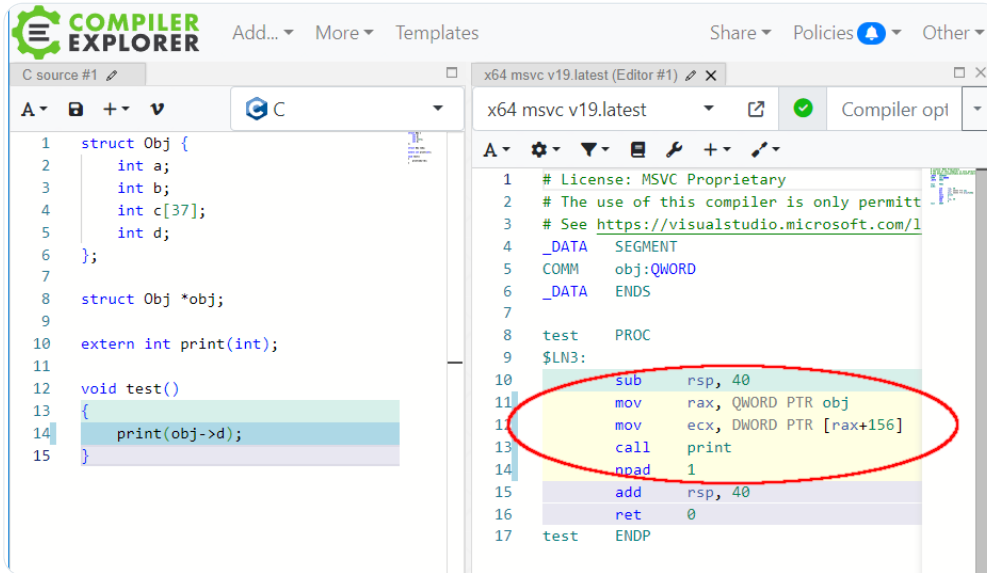 COMPILER
EXPLORER
Add... More Templates
Share Policies Other
C source #1
x64 msvc v19.latest (Editor #1)
A
C
x64 msvc v19.latest
Compiler opt
A
1 struct Obj {
2 int a;
3 int b;
4 int c[37];
5 int d;
6 };
7
8 struct Obj *obj;
9
10 extern int print(int);
11
12 void test()
13 {
14 print(obj->d);
15 }
1 # License: MSVC Proprietary
2 # The use of this compiler is only permitt
3 # See https://visualstudio.microsoft.com/l
4 _DATA SEGMENT
5 COMM obj:QWORD
6 _DATA ENDS
7
8 test PROC
9 $LN3:
10 sub rsp, 40
11 mov rax, QWORD PTR obj
12 mov ecx, DWORD PTR [rax+156]
13 call print
14 npad 1
15 add rsp, 40
16 ret 0
17 test ENDP